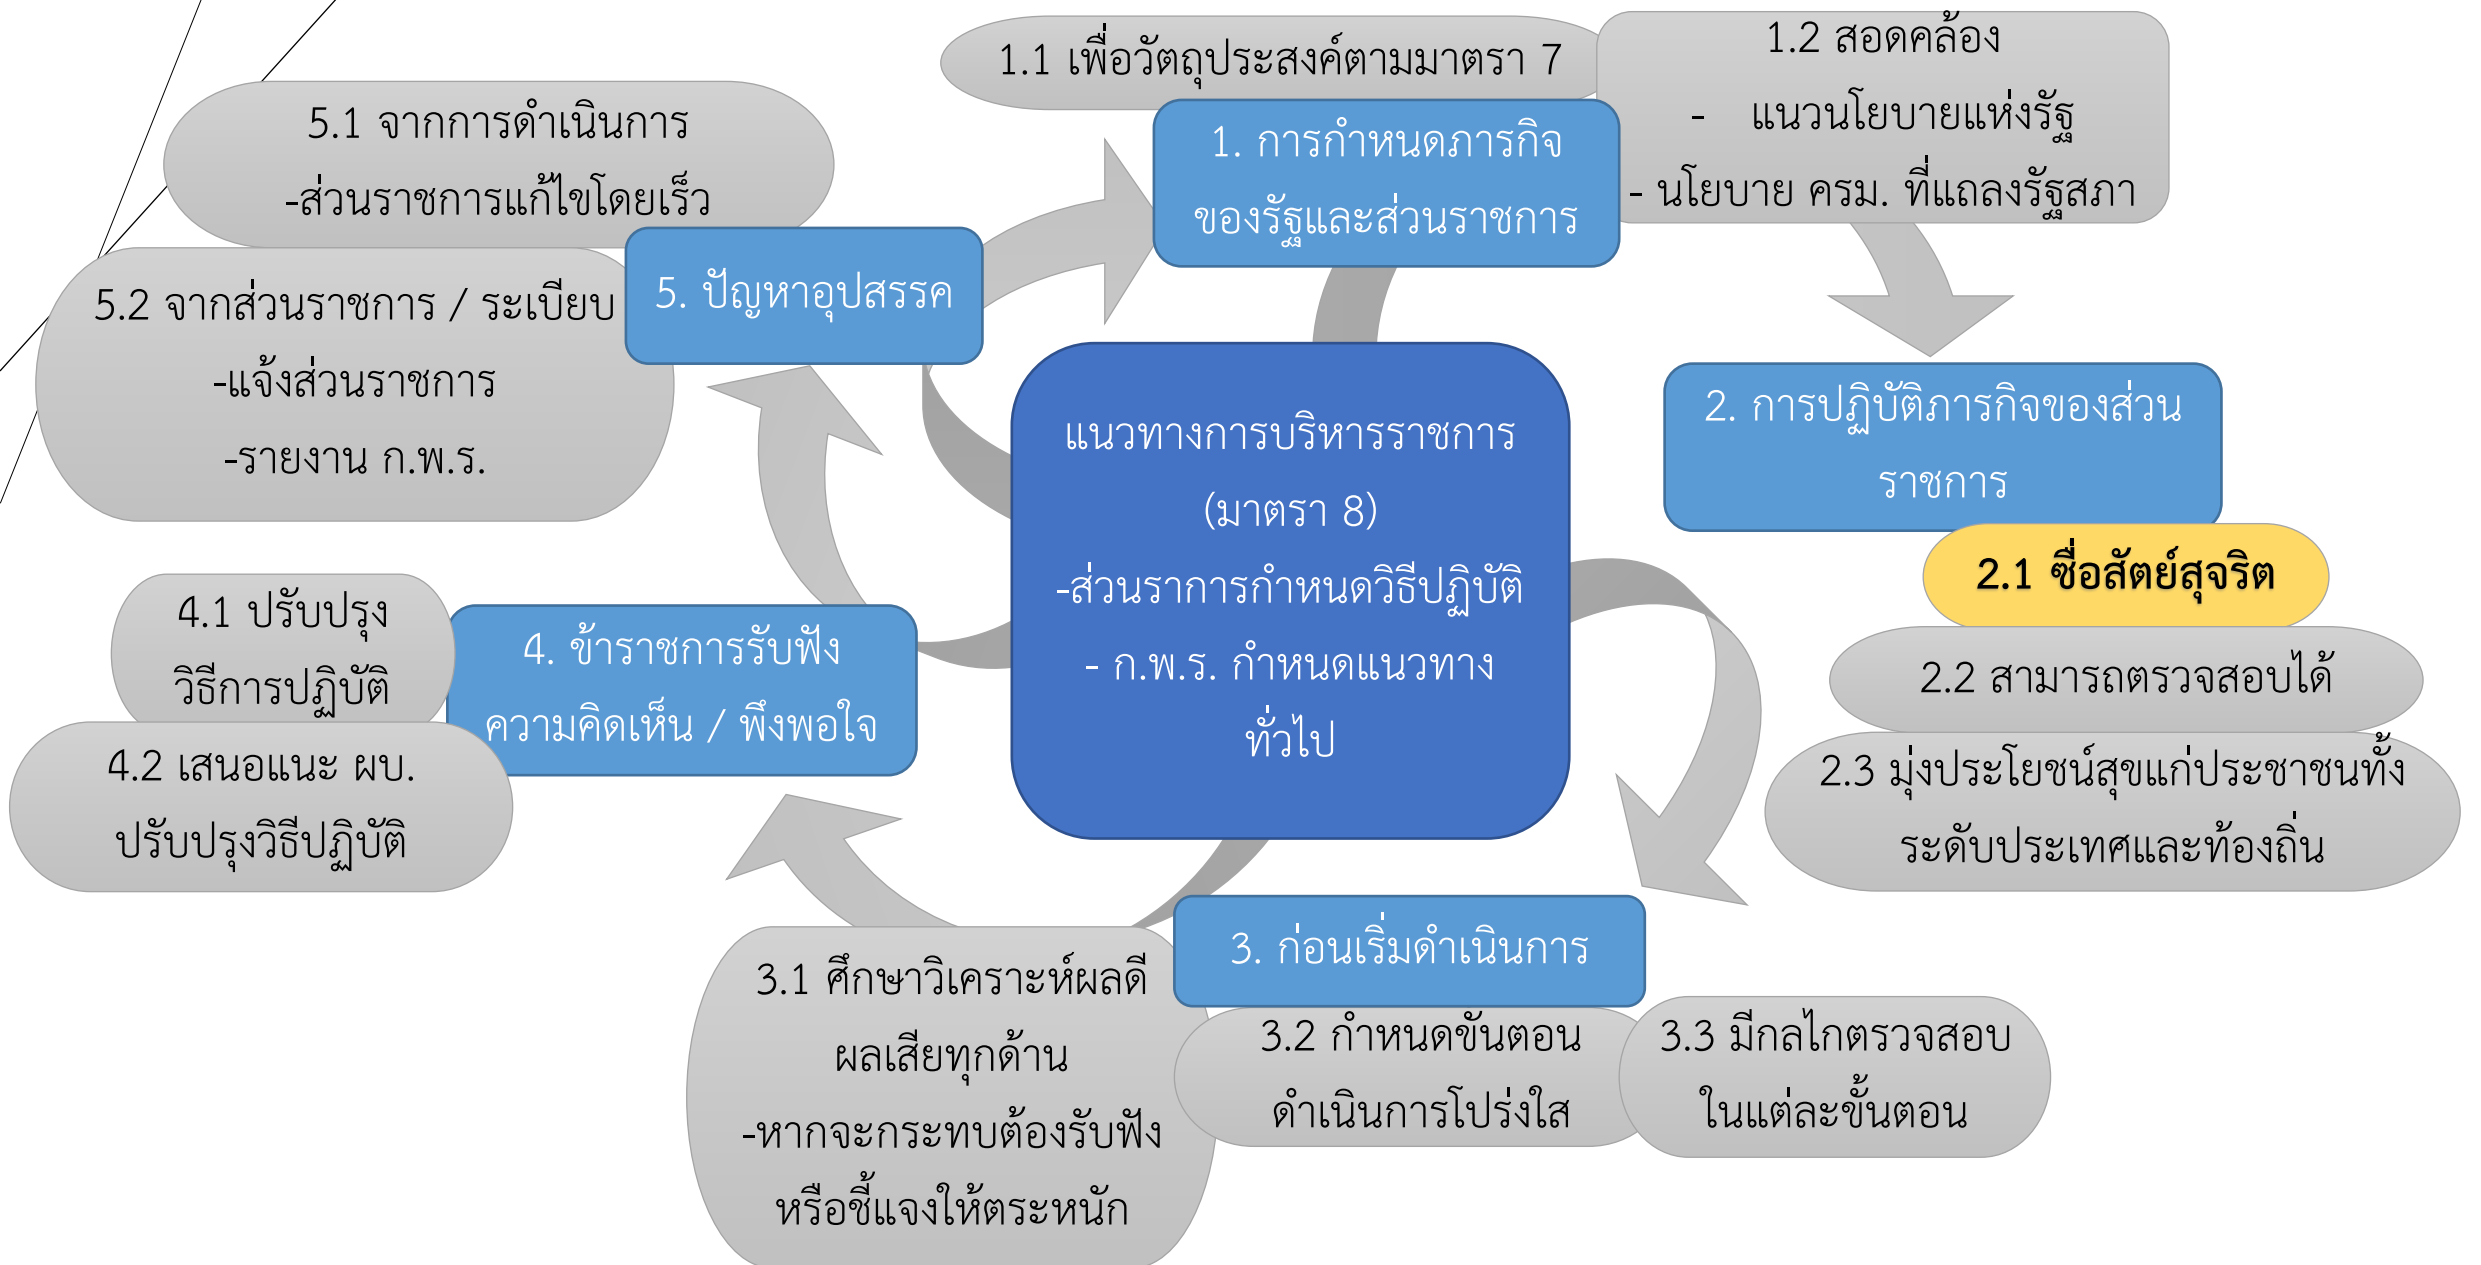 แนวทางการบริหารราชการ
(มาตรา 8)
-ส่วนราการกำหนดวิธีปฏิบัติ
- ก.พ.ร. กำหนดแนวทาง
ทั่วไป
1.1 เพื่อวัตถุประสงค์ตามมาตรา 7
1. การกำหนดภารกิจ
ของรัฐและส่วนราชการ
1.2 สอดคล้อง
- แนวนโยบายแห่งรัฐ
- นโยบาย ครม. ที่แถลงรัฐสภา
2. การปฏิบัติภารกิจของส่วน
ราชการ
2.1 ซื่อสัตย์สุจริต
2.2 สามารถตรวจสอบได้
2.3 มุ่งประโยชน์สุขแก่ประชาชนทั้ง
ระดับประเทศและท้องถิ่น
3. ก่อนเริ่มดำเนินการ
3.1 ศึกษาวิเคราะห์ผลดี
ผลเสียทุกด้าน
-หากจะกระทบต้องรับฟัง
หรือชี้แจงให้ตระหนัก
3.2 กำหนดขั้นตอน
ดำเนินการโปร่งใส
3.3 มีกลไกตรวจสอบ
ในแต่ละขั้นตอน
4. ข้าราชการรับฟัง
ความคิดเห็น / พึงพอใจ
4.1 ปรับปรุง
วิธีการปฏิบัติ
4.2 เสนอแนะ ผบ.
ปรับปรุงวิธีปฏิบัติ
5. ปัญหาอุปสรรค
5.1 จากการดำเนินการ
-ส่วนราชการแก้ไขโดยเร็ว
5.2 จากส่วนราชการ / ระเบียบ
-แจ้งส่วนราชการ
-รายงาน ก.พ.ร.